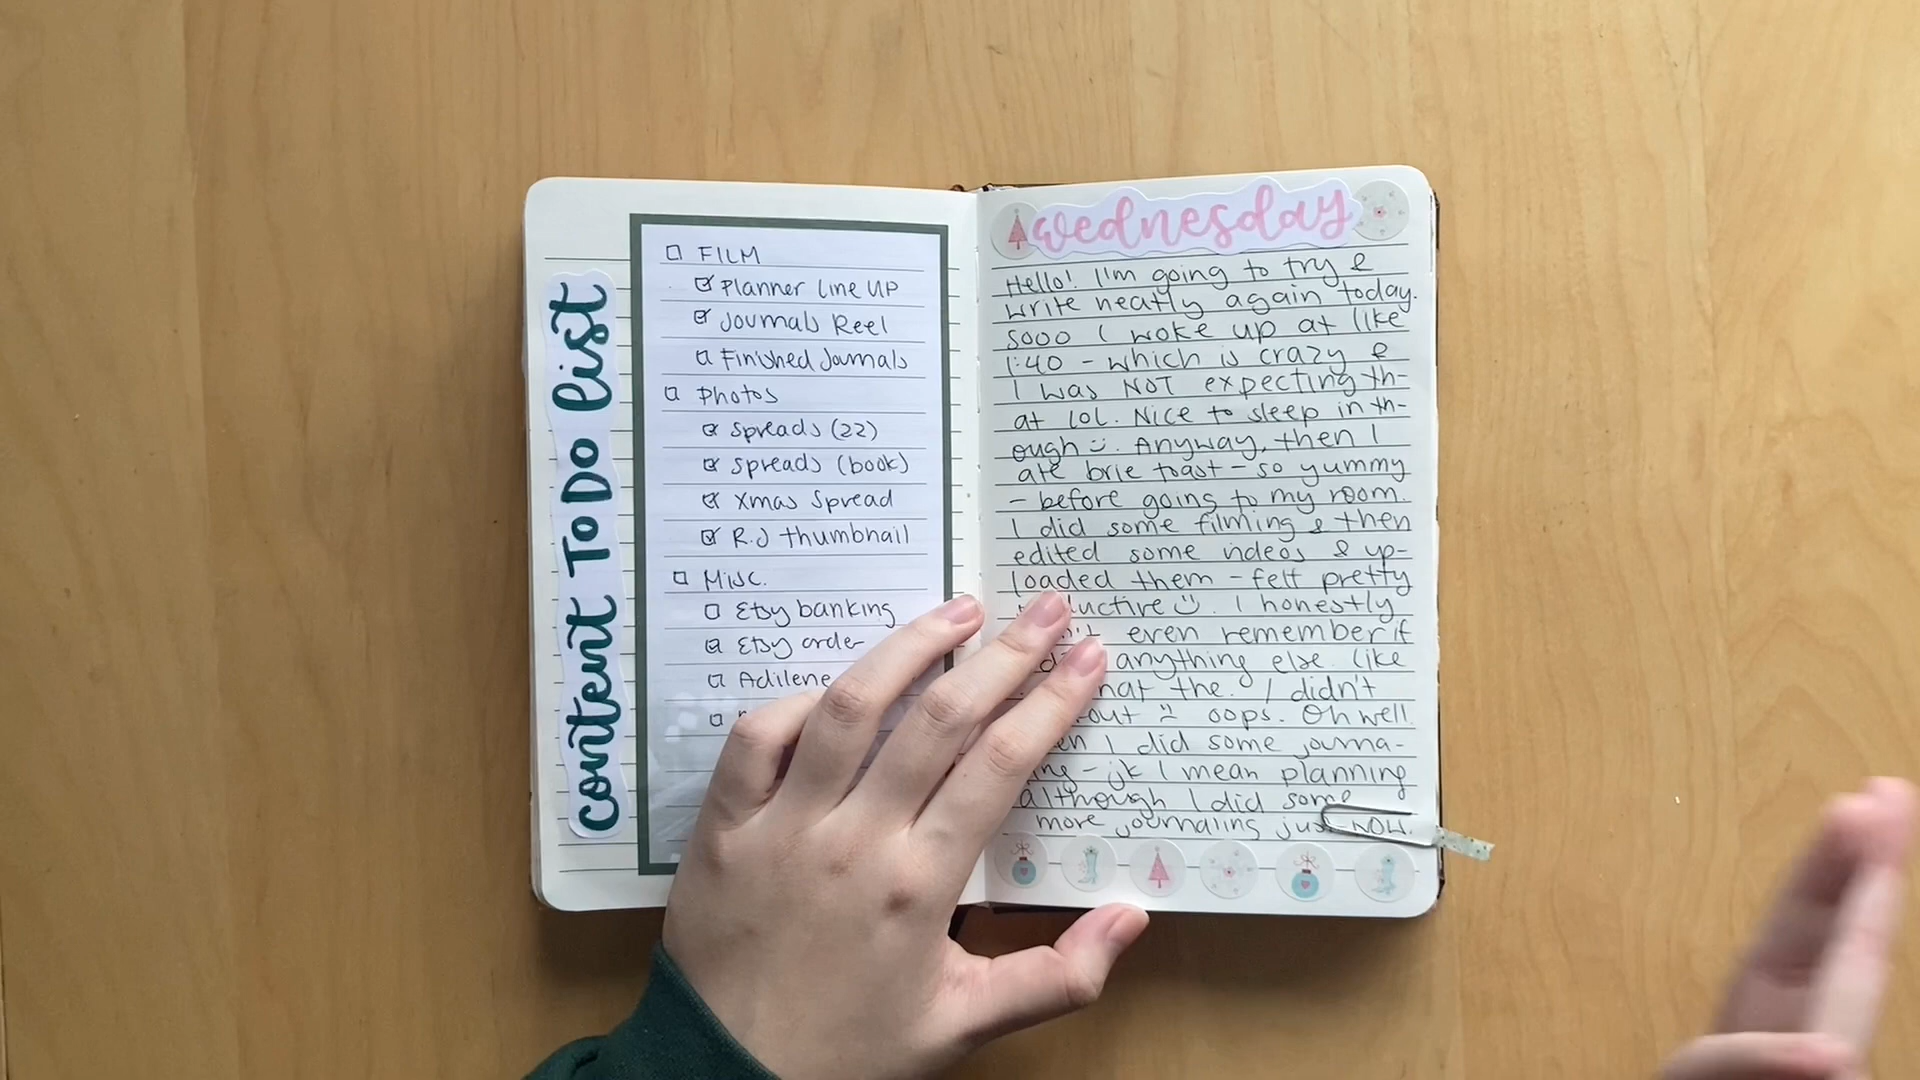 content To Do list
FILM
Planner Line UP
Journals Reel
Finished Journals
Photos
Spreads (22)
Spreads (book)
Xmas Spread
R.J thumbnail
Misc.
Etsy banking
Etsy order
Adilene
wednesday
Hello! I'm going to try &
write neatly again today.
Sooo I woke up at like
1:40 - which is crazy &
I was NOT expecting th-
at lol. Nice to sleep in th-
ough :). Anyway, then I
ate brie toast - so yummy
- before going to my room.
I did some filming & then
edited some videos & up-
loaded them - felt pretty
ductive :). I honestly
even remember if
anything else. Like
the. I didn't
out oops. Oh well.
I did some journa-
ing - jk I mean planning
although I did some
more journaling just now.